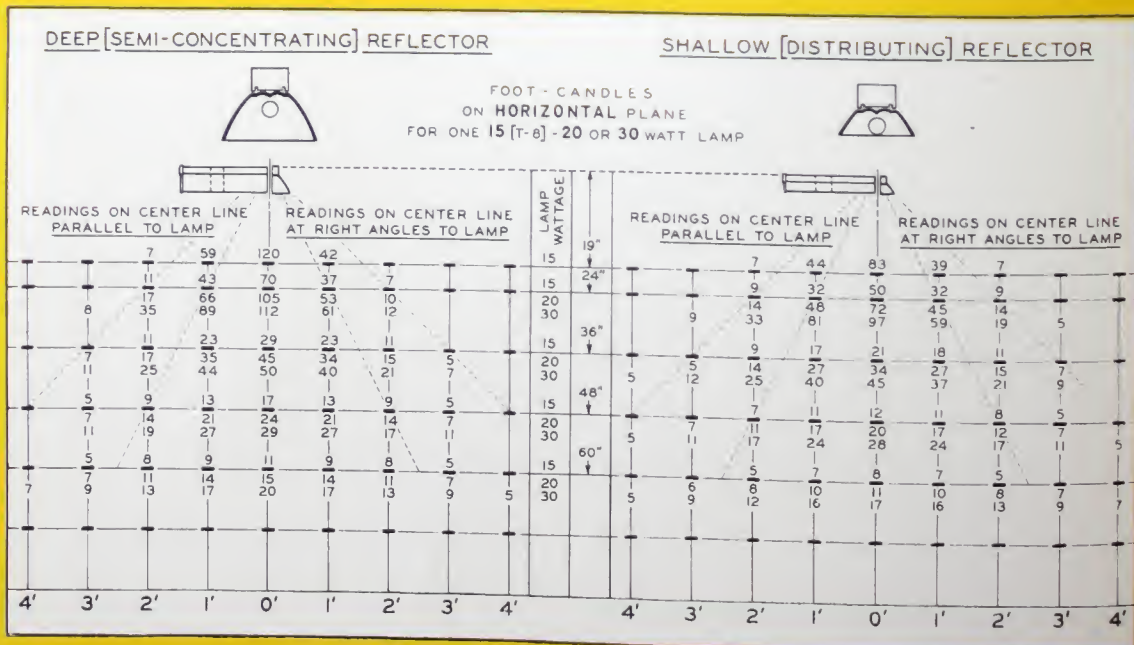 DEEP [SEMI-CONCENTRATING] REFLECTOR
SHALLOW [DISTRIBUTING] REFLECTOR
FOOT-CANDLES
ON HORIZONTAL PLANE
FOR ONE 15 [T-8] - 20 OR 30 WATT LAMP
READINGS ON CENTER LINE
PARALLEL TO LAMP
READINGS ON CENTER LINE
AT RIGHT ANGLES TO LAMP
LAMP
WATTAGE
READINGS ON CENTER LINE
PARALLEL TO LAMP
READINGS ON CENTER LINE
AT RIGHT ANGLES TO LAMP
7 59 120 42 15 19" 7 44 83 39 7
11 43 70 37 7 15 24" 9 32 50 32 9
17 66 105 53 10 20 14 48 72 45 14
8 35 89 112 61 12 30 9 33 81 97 59 19 5
11 23 29 23 11 15 36" 9 17 21 18 11
7 17 35 45 34 15 5 20 5 14 27 34 27 15 7
11 25 44 50 40 21 7 30 5 12 25 40 45 37 21 9
5 9 13 17 13 9 5 15 48" 7 11 12 11 8 5
7 14 21 24 21 14 7 20 7 11 17 20 17 12 7
11 19 27 29 27 17 11 30 5 11 17 24 28 24 17 11 5
5 8 9 11 9 8 5 15 60" 5 7 8 7 5
7 11 14 15 14 11 7 20 6 8 10 11 10 8 7
7 9 13 17 20 17 13 9 5 30 5 9 12 16 17 16 13 9 7
4' 3' 2' 1' 0' 1' 2' 3' 4' 4' 3' 2' 1' 0' 1' 2' 3' 4'